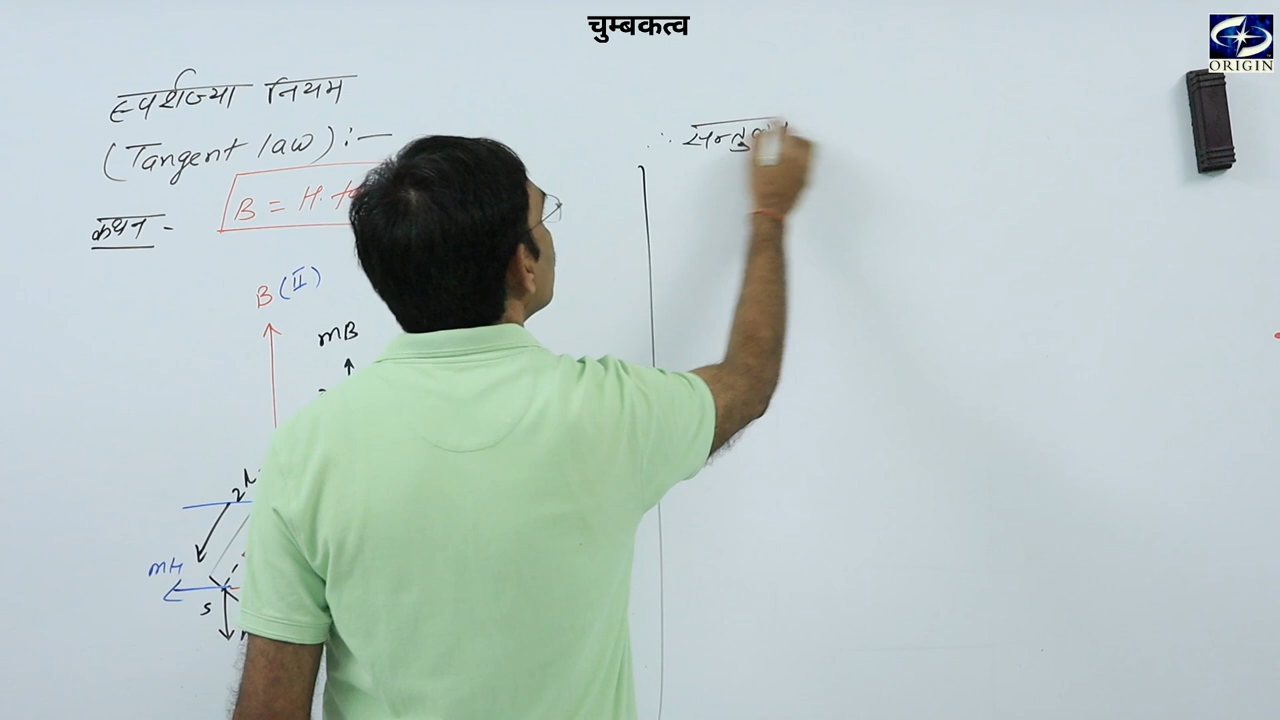 चुम्बकत्व
ORIGIN
स्पर्शज्या नियम
(Tangent law) :-
B = H.
कथन -
B (II)
mB
mH
S
∴